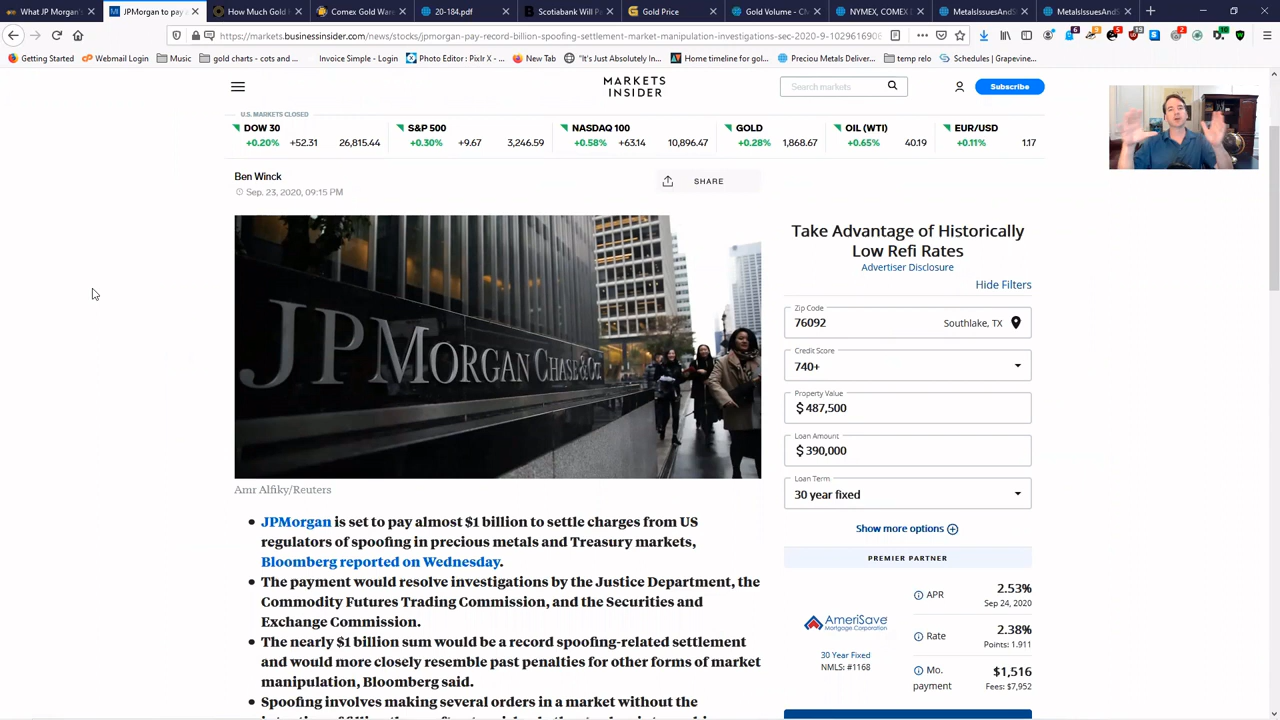 What JP Morgan's
JPMorgan to pay
How Much Gold
Comex Gold War
20-184.pdf
Scotiabank Will P
Gold Price
Gold Volume - CM
NYMEX, COMEX
MetalsIssuesAndS
MetalsIssuesAndS
https://markets.businessinsider.com/news/stocks/jpmorgan-pay-record-billion-spoofing-settlement-market-manipulation-investigations-sec-2020-9-102961690
Getting Started
Webmail Login
Music
gold charts - cots and ...
Invoice Simple - Login
Photo Editor : Pixlr X - ...
New Tab
"It's Just Absolutely In...
Home timeline for gol...
Preciou Metals Deliver...
temp relo
Schedules | Grapevine...
MARKETS
INSIDER
Search markets
Subscribe
U.S. MARKETS CLOSED
DOW 30
+0.20% +52.31 26,815.44
S&P 500
+0.30% +9.67 3,246.59
NASDAQ 100
+0.58% +63.14 10,896.47
GOLD
+0.28% 1,868.67
OIL (WTI)
+0.65% 40.19
EUR/USD
+0.11% 1.17
Ben Winck
Sep. 23, 2020, 09:15 PM
SHARE
JPMORGAN CHASE & CO.
Amr Alfiky/Reuters
JPMorgan is set to pay almost $1 billion to settle charges from US
regulators of spoofing in precious metals and Treasury markets,
Bloomberg reported on Wednesday.
The payment would resolve investigations by the Justice Department, the
Commodity Futures Trading Commission, and the Securities and
Exchange Commission.
The nearly $1 billion sum would be a record spoofing-related settlement
and would more closely resemble past penalties for other forms of market
manipulation, Bloomberg said.
Spoofing involves making several orders in a market without the
Take Advantage of Historically
Low Refi Rates
Advertiser Disclosure
Hide Filters
Zip Code
76092 Southlake, TX
Credit Score
740+
Property Value
$ 487,500
Loan Amount
$ 390,000
Loan Term
30 year fixed
Show more options
PREMIER PARTNER
AmeriSave
Mortgage Corporation
30 Year Fixed
NMLS: #1168
APR 2.53%
Sep 24, 2020
Rate 2.38%
Points: 1.911
Mo.
payment
$1,516
Fees: $7,952